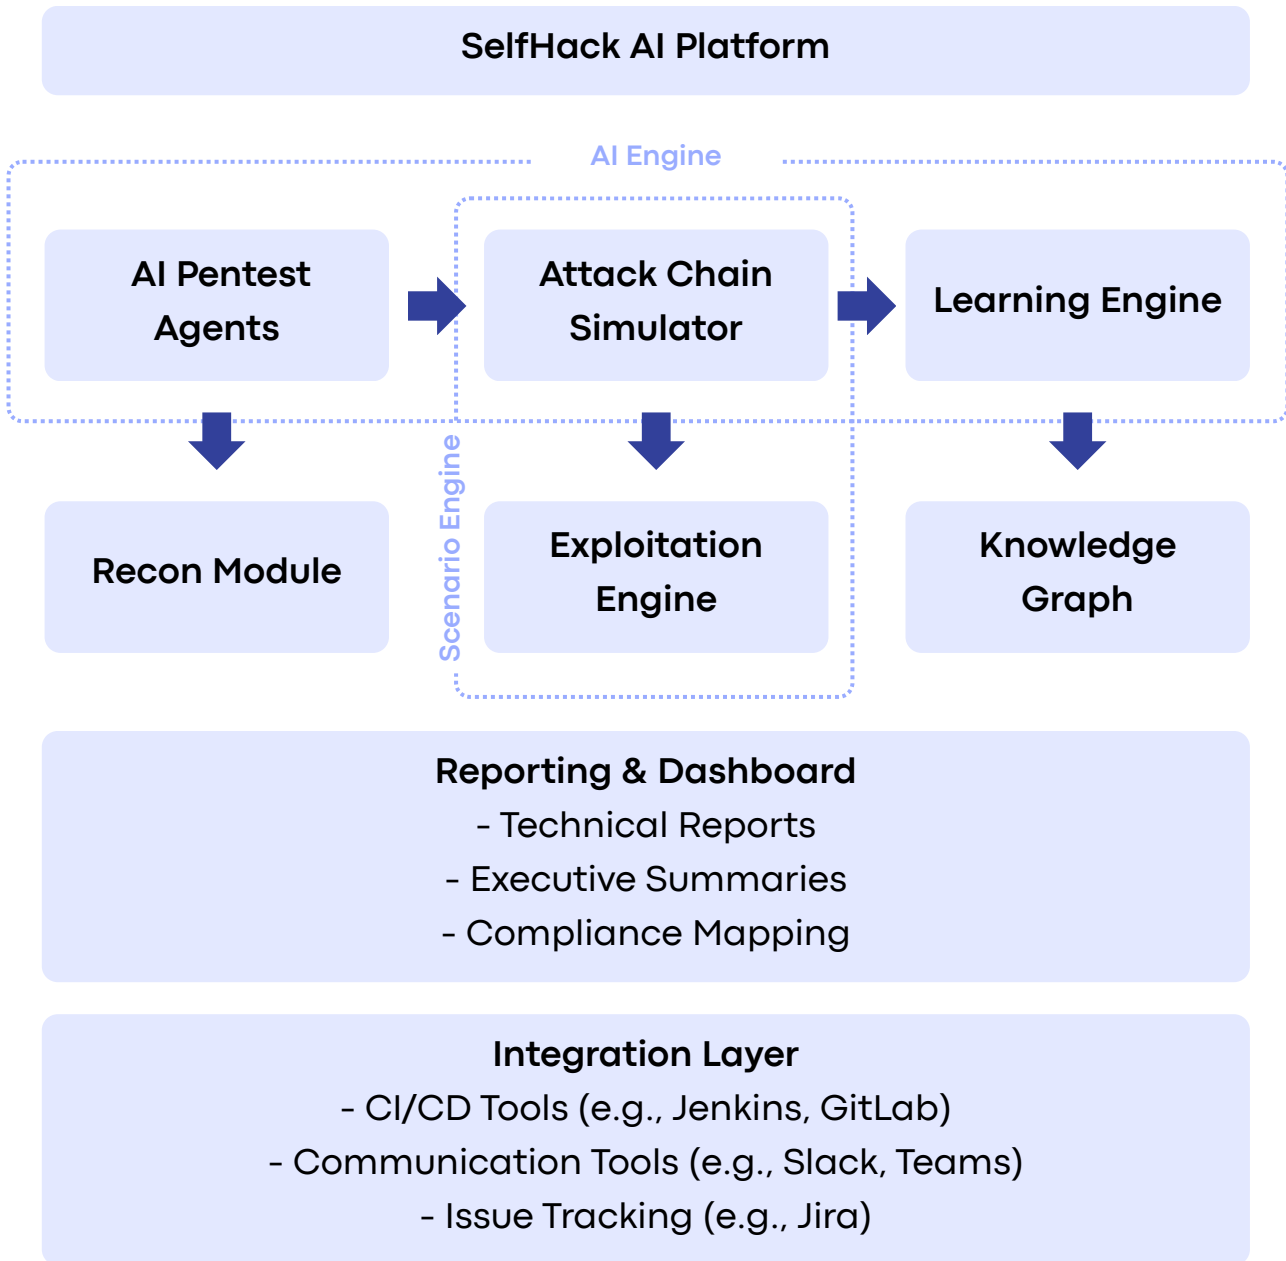 SelfHack AI Platform
AI Engine
AI Pentest
Agents
Attack Chain
Simulator
Learning Engine
Scenario Engine
Recon Module
Exploitation
Engine
Knowledge
Graph
Reporting & Dashboard
- Technical Reports
- Executive Summaries
- Compliance Mapping
Integration Layer
- CI/CD Tools (e.g., Jenkins, GitLab)
- Communication Tools (e.g., Slack, Teams)
- Issue Tracking (e.g., Jira)